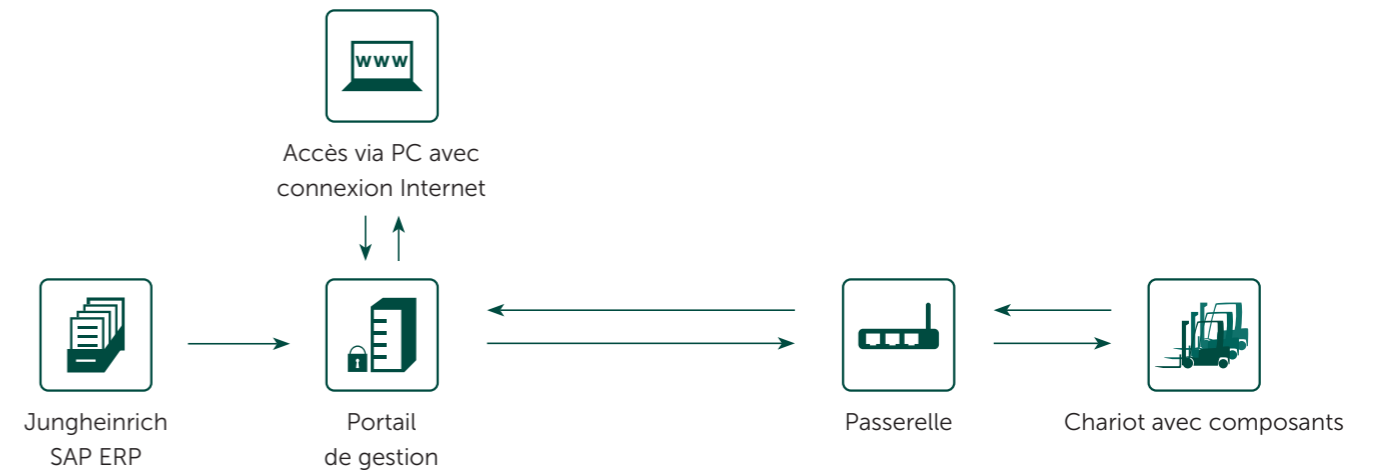 www
Accès via PC avec
connexion Internet
Jungheinrich
SAP ERP
Portail
de gestion
Passerelle
Chariot avec composants